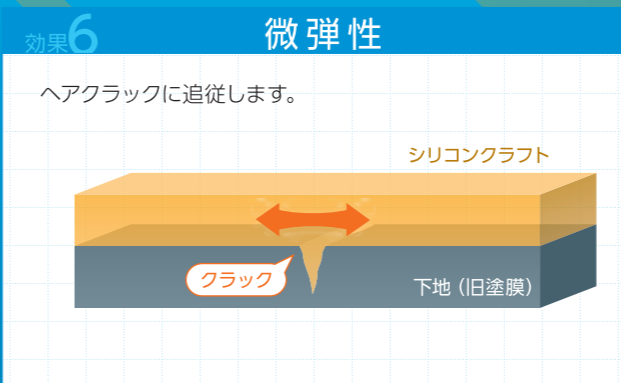 効果6
微弾性
ヘアクラックに追従します。
シリコンクラフト
クラック
下地（旧塗膜）